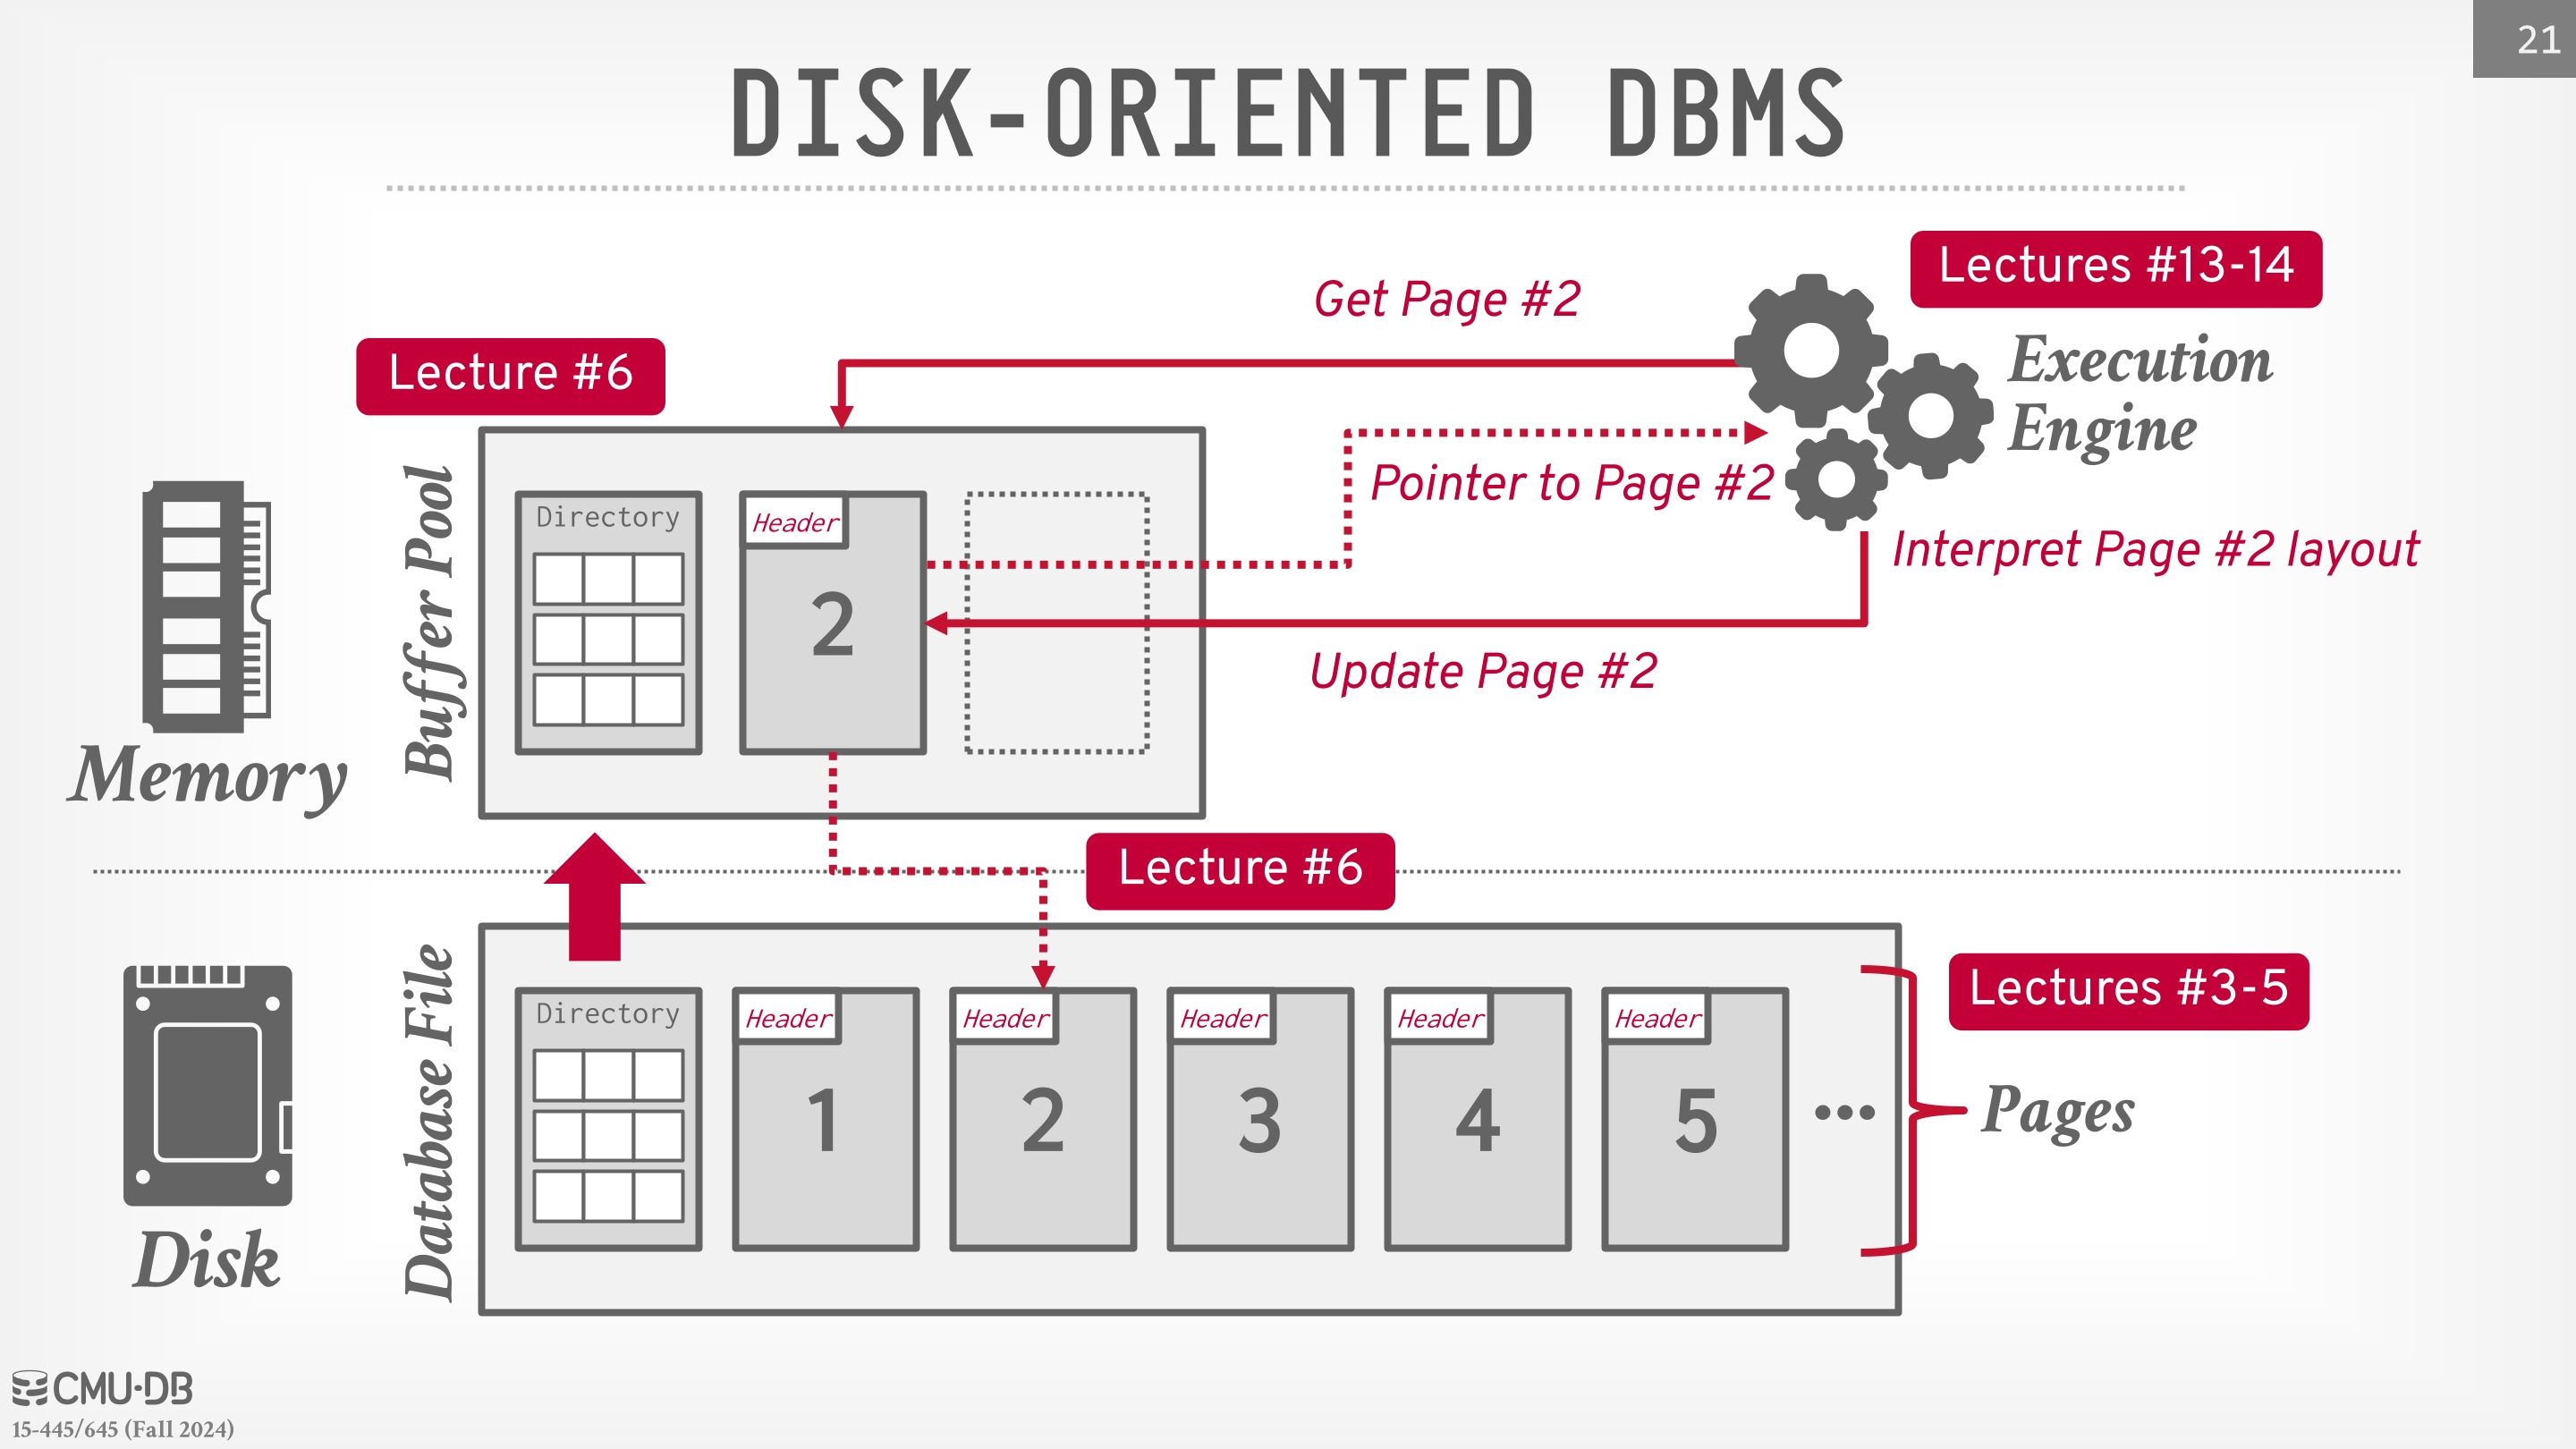 21
DISK-ORIENTED DBMS
Lectures #13-14
Get Page #2
Execution
Engine
Lecture #6
Pointer to Page #2
Buffer Pool
Directory
Header
2
Interpret Page #2 layout
Update Page #2
Memory
Lecture #6
Database File
Directory
Header
1
Header
2
Header
3
Header
4
Header
5
...
Lectures #3-5
Pages
Disk
CMU·DB
15-445/645 (Fall 2024)